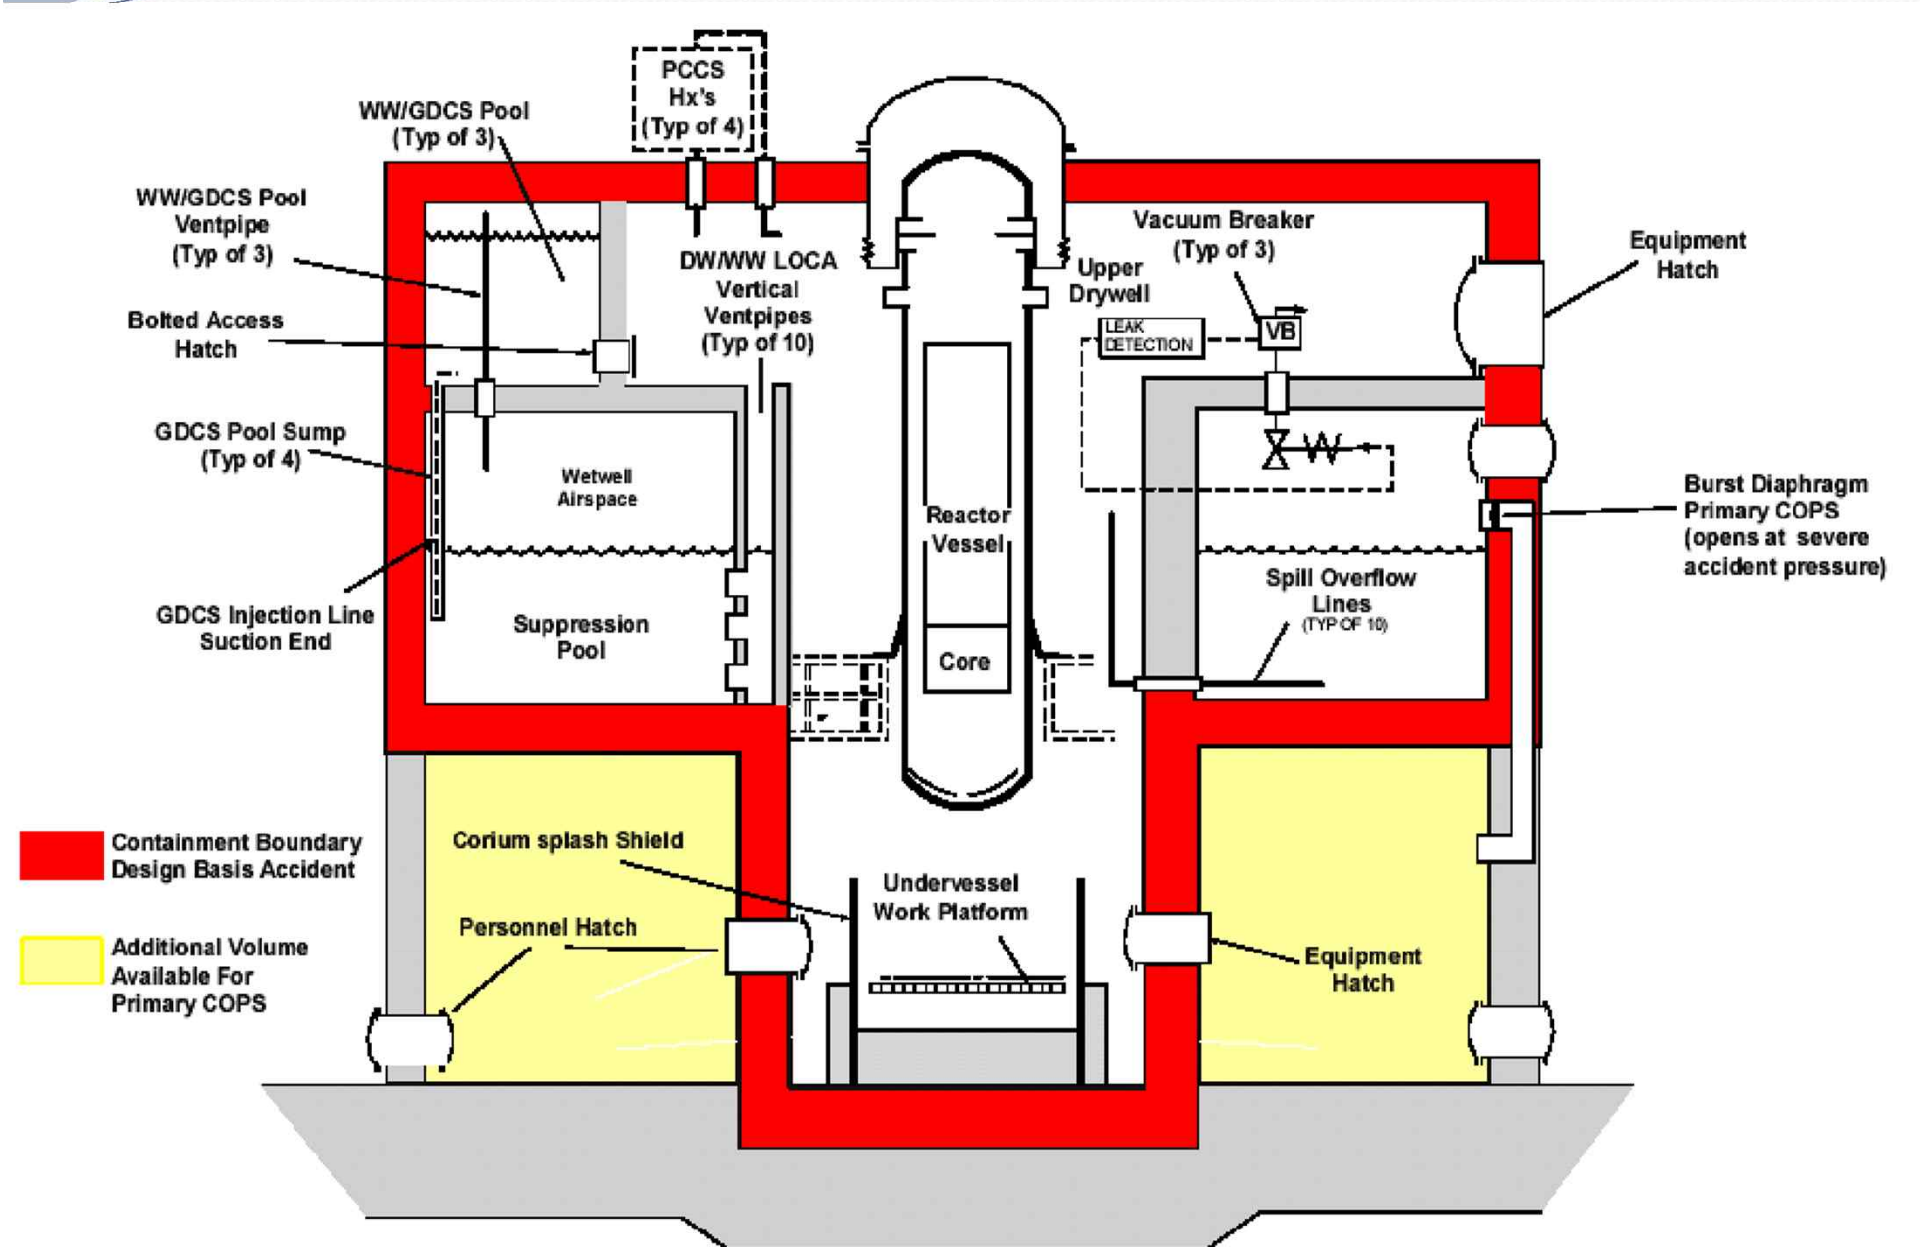 PCCS
Hx's
(Typ of 4)
WW/GDCS Pool
(Typ of 3)
WW/GDCS Pool
Ventpipe
(Typ of 3)
Bolted Access
Hatch
DW/WW LOCA
Vertical
Ventpipes
(Typ of 10)
Vacuum Breaker
(Typ of 3)
Upper
Drywell
LEAK
DETECTION
VB
Equipment
Hatch
GDCS Pool Sump
(Typ of 4)
Wetwell
Airspace
Reactor
Vessel
Burst Diaphragm
Primary COPS
(opens at severe
accident pressure)
GDCS Injection Line
Suction End
Suppression
Pool
Core
Spill Overflow
Lines
(TYP OF 10)
Containment Boundary
Design Basis Accident
Corium splash Shield
Undervessel
Work Platform
Personnel Hatch
Equipment
Hatch
Additional Volume
Available For
Primary COPS